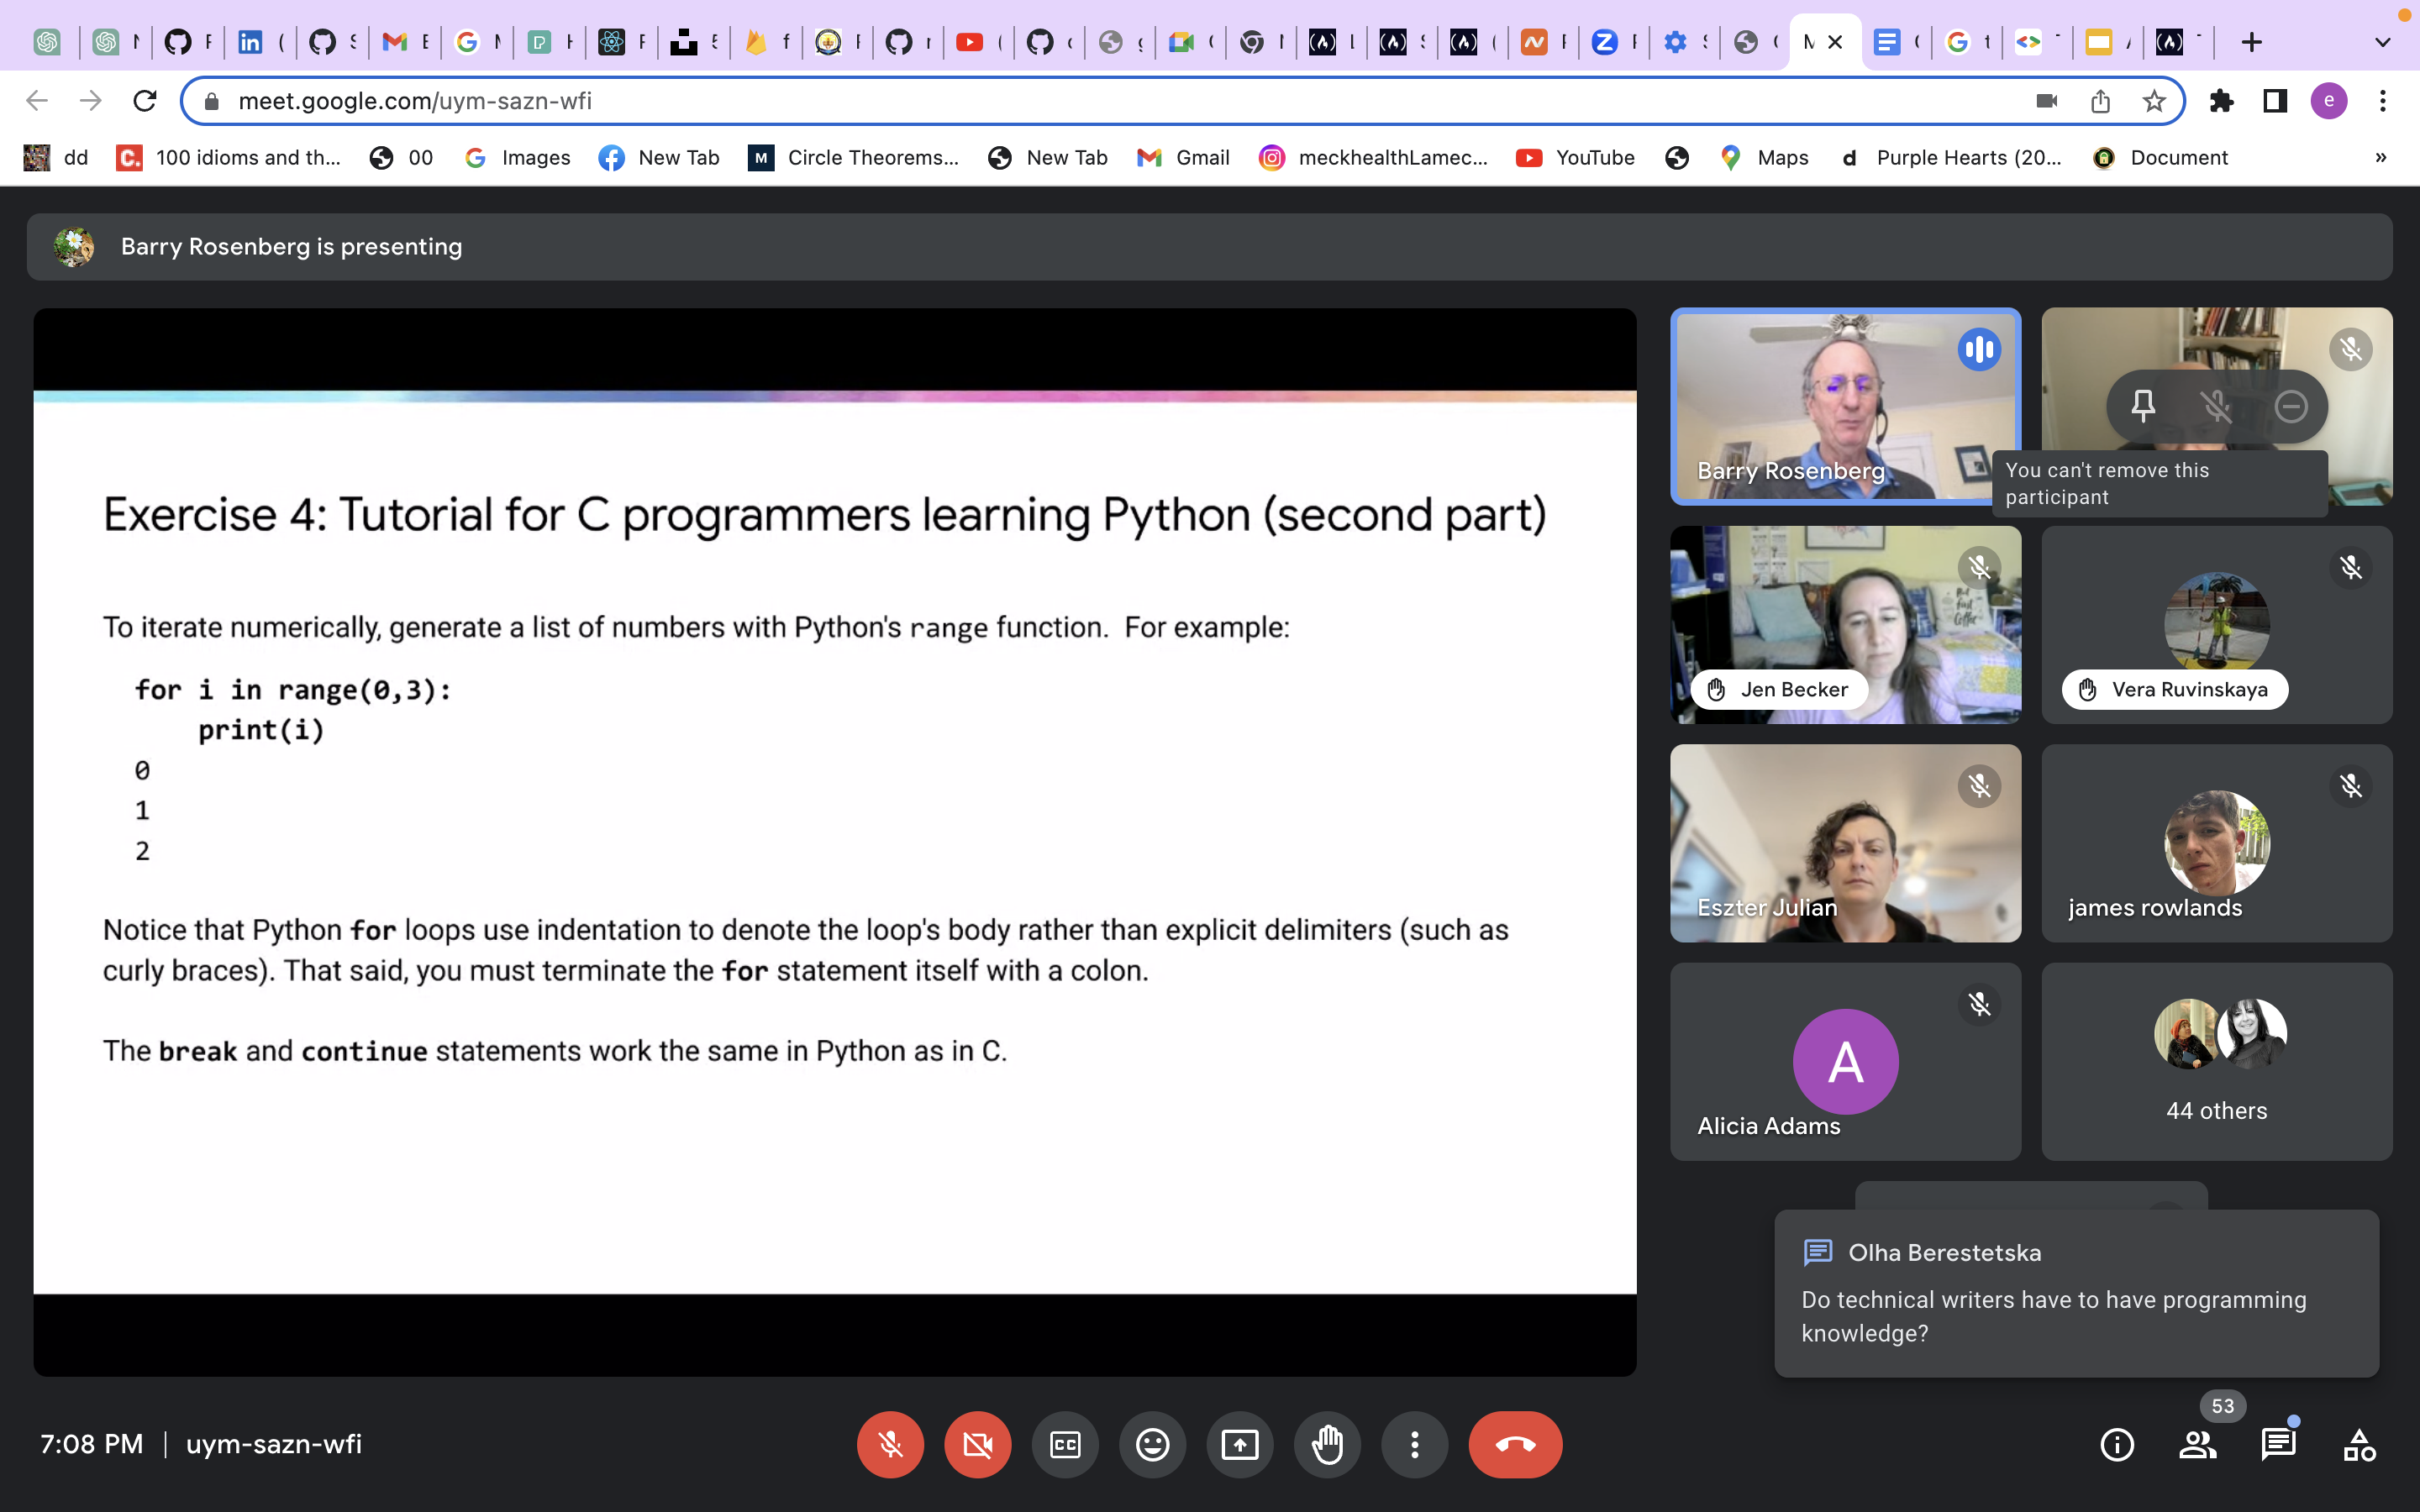 meet.google.com/uym-sazn-wfi
e
dd
100 idioms and th...
00
Images
New Tab
M
Circle Theorems...
New Tab
Gmail
meckhealthLamec...
YouTube
Maps
d
Purple Hearts (20...
Document
»
Barry Rosenberg is presenting
Exercise 4: Tutorial for C programmers learning Python (second part)
To iterate numerically, generate a list of numbers with Python's range function. For example:
for i in range(0,3):
print(i)
0
1
2
Notice that Python for loops use indentation to denote the loop's body rather than explicit delimiters (such as
curly braces). That said, you must terminate the for statement itself with a colon.
The break and continue statements work the same in Python as in C.
Barry Rosenberg
You can't remove this
participant
Jen Becker
Vera Ruvinskaya
Eszter Julian
james rowlands
A
Alicia Adams
44 others
Olha Berestetska
Do technical writers have to have programming
knowledge?
7:08 PM | uym-sazn-wfi
CC
53